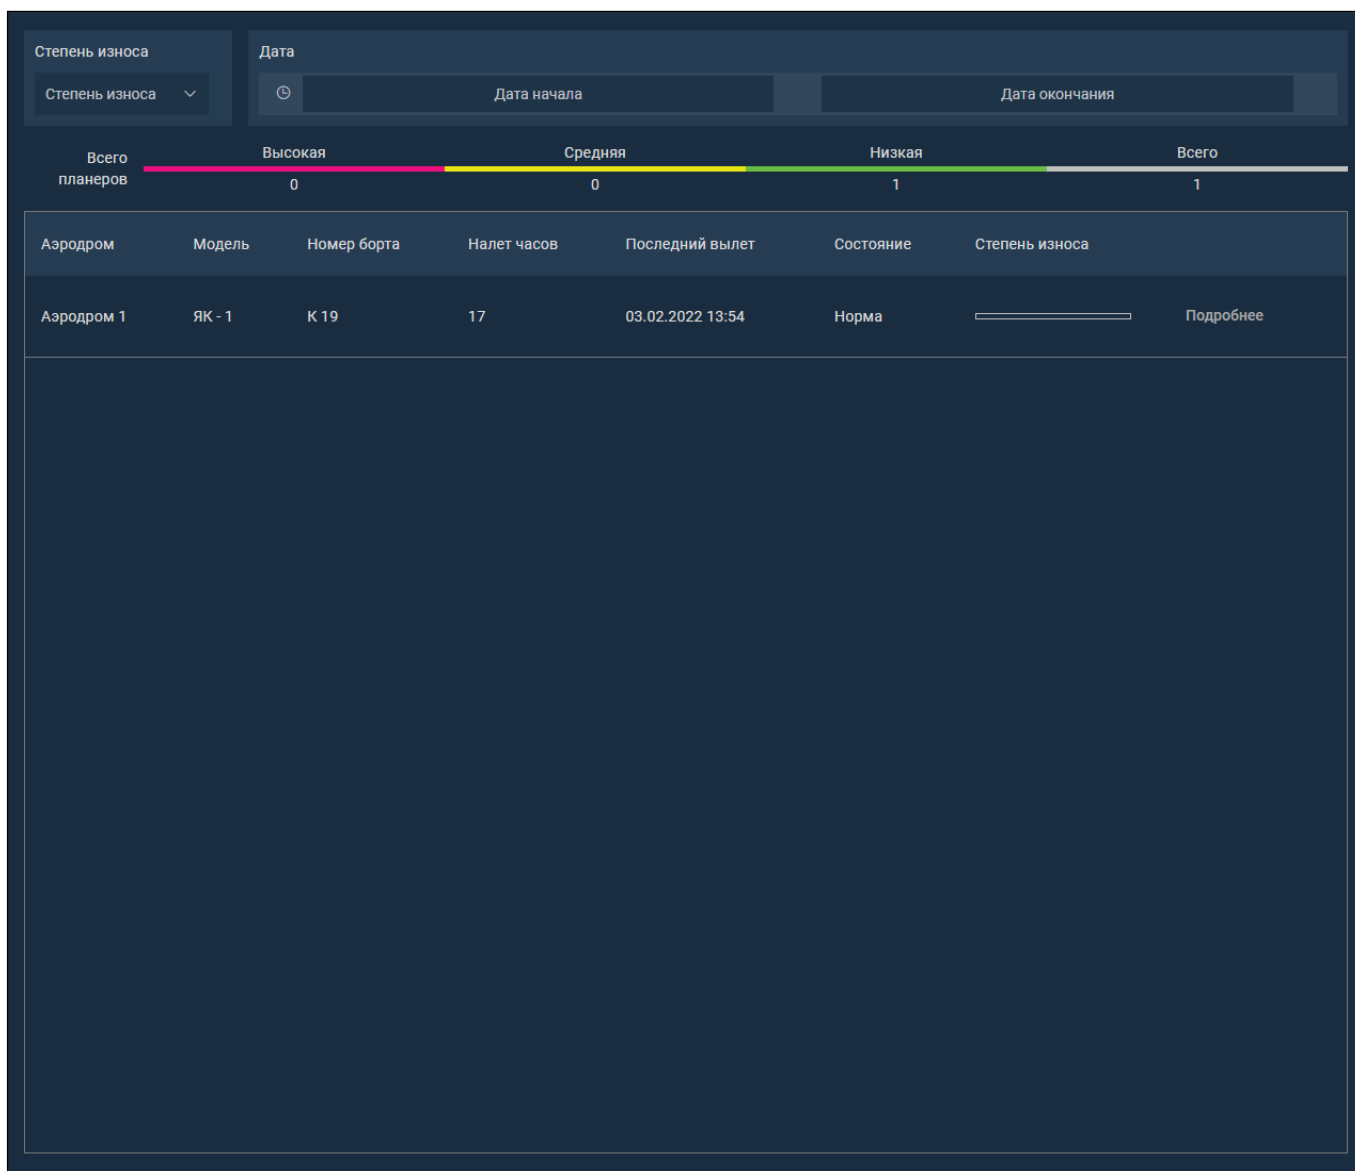 Степень износа
Дата
Степень износа
Дата начала
Дата окончания
Всего планеров
Высокая
Средняя
Низкая
Всего
0
0
1
1
Аэродром Модель Номер борта Налет часов Последний вылет Состояние Степень износа
Аэродром 1 ЯК - 1 К 19 17 03.02.2022 13:54 Норма Подробнее